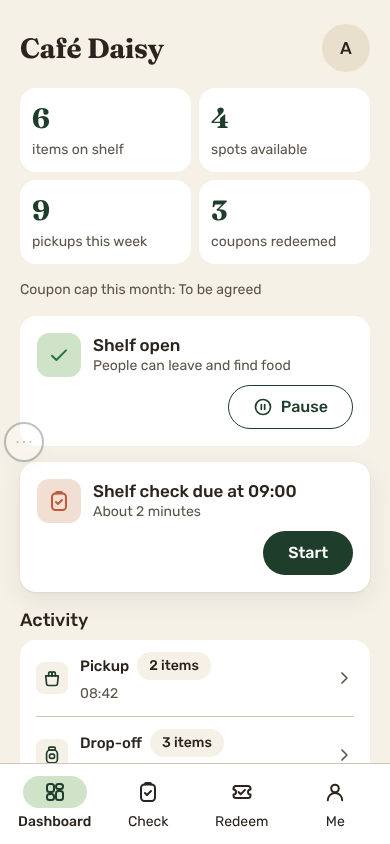 Café Daisy
A
6
items on shelf
4
spots available
9
pickups this week
3
coupons redeemed
Coupon cap this month: To be agreed
Shelf open
People can leave and find food
Pause
Shelf check due at 09:00
About 2 minutes
Start
Activity
Pickup 2 items
08:42
Drop-off 3 items
Dashboard
Check
Redeem
Me